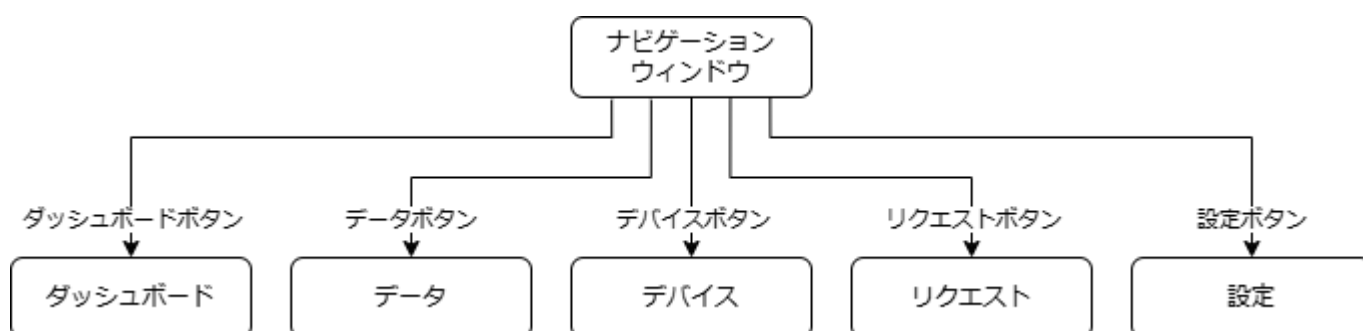 ナビゲーション
ウィンドウ
ダッシュボードボタン
データボタン
デバイスボタン
リクエストボタン
設定ボタン
ダッシュボード
データ
デバイス
リクエスト
設定